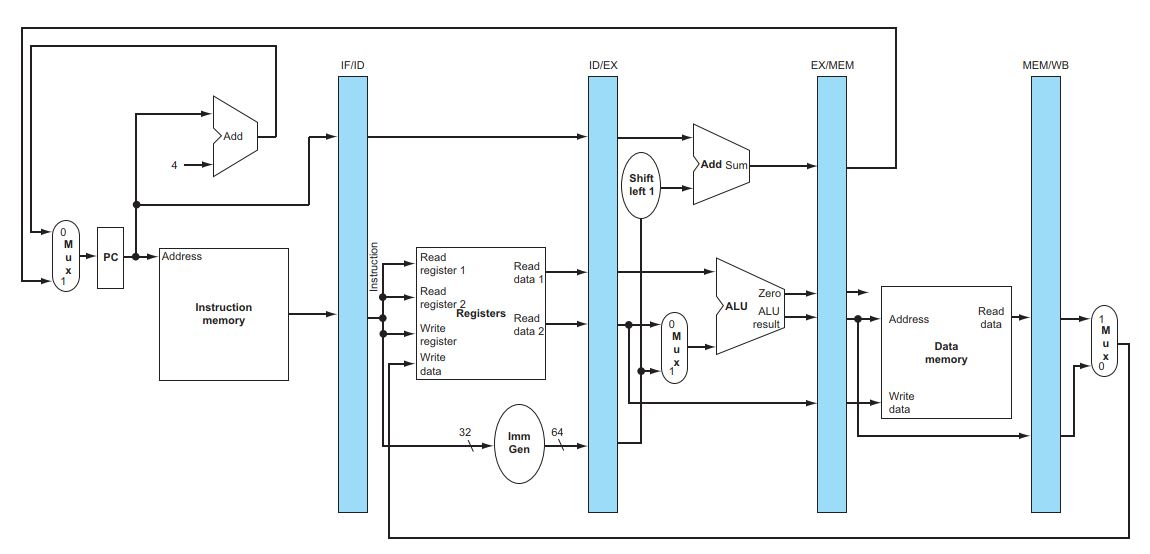 IF/ID
ID/EX
EX/MEM
MEM/WB
Add
4
Add Sum
Shift
left 1
0
M
u
x
1
PC
Address
Instruction
memory
Instruction
Read
register 1
Read
register 2
Registers
Write
register
Write
data
Read
data 1
Read
data 2
0
M
u
x
1
Zero
ALU
ALU
result
Address
Read
data
Data
memory
Write
data
1
M
u
x
0
32
Imm
Gen
64